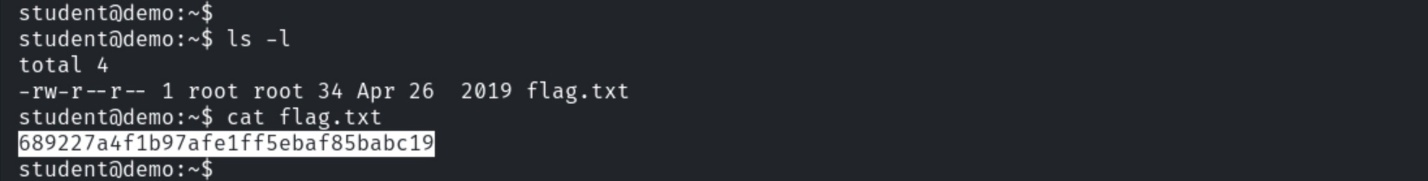 student@demo:~$
student@demo:~$ ls -l
total 4
-rw-r--r-- 1 root root 34 Apr 26  2019 flag.txt
student@demo:~$ cat flag.txt
689227a4f1b97afe1ff5ebaf85babc19
student@demo:~$